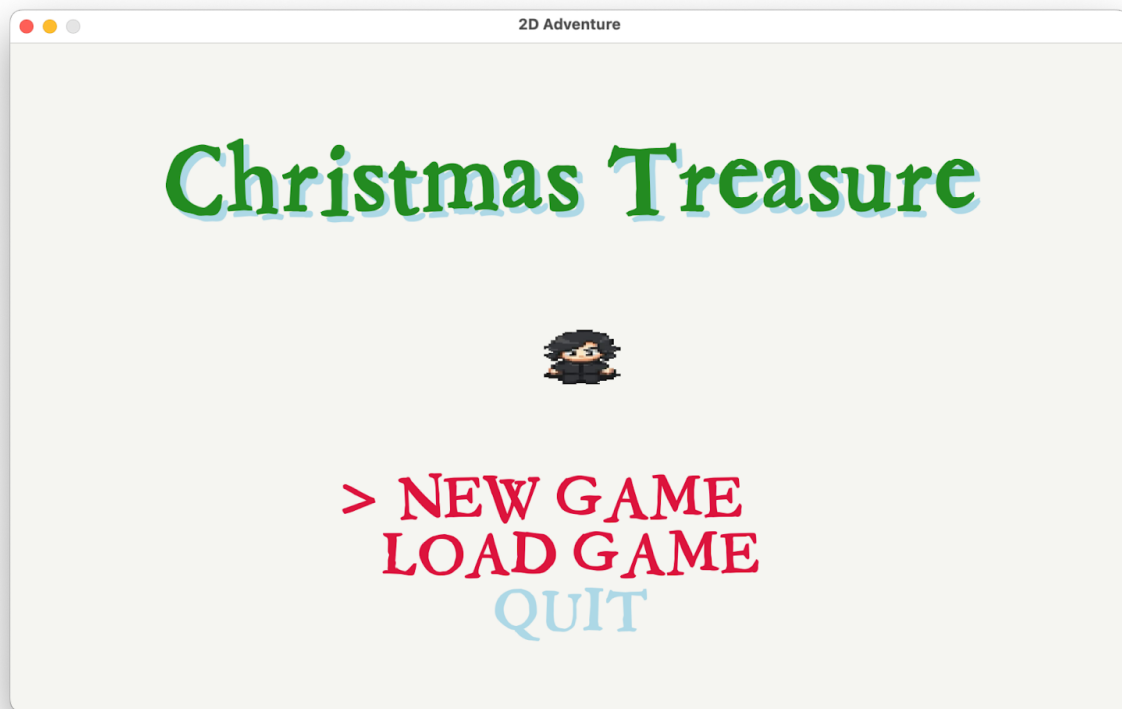 2D Adventure
Christmas Treasure
> NEW GAME
LOAD GAME
QUIT